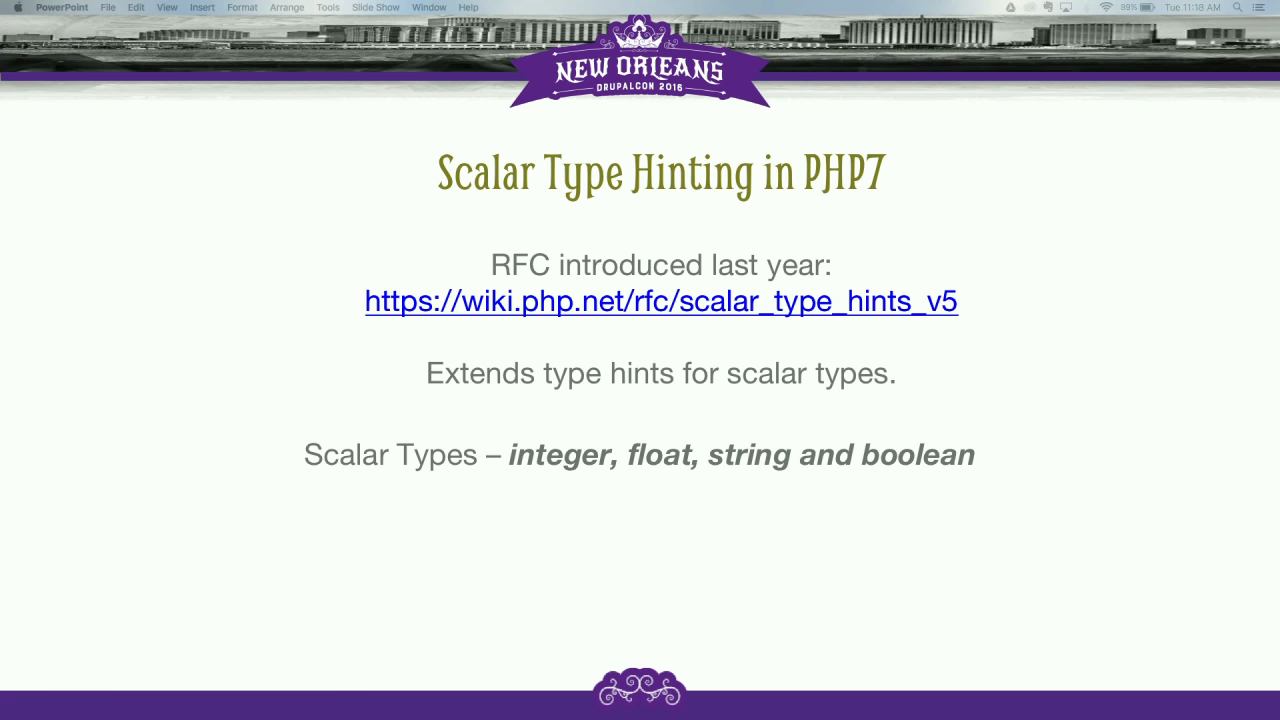 PowerPoint File Edit View Insert Format Arrange Tools Slide Show Window Help 99% Tue 11:18 AM
NEW ORLEANS
DRUPALCON 2016
Scalar Type Hinting in PHP7
RFC introduced last year:
https://wiki.php.net/rfc/scalar_type_hints_v5
Extends type hints for scalar types.
Scalar Types – integer, float, string and boolean